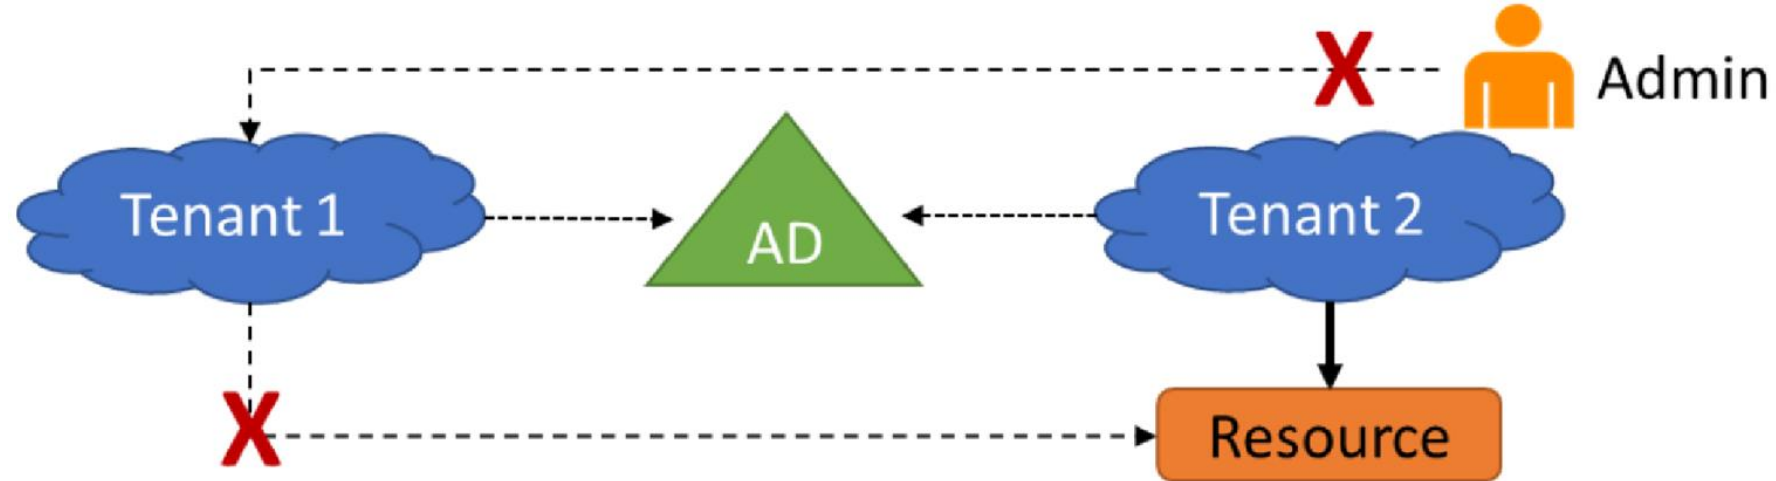 X
Admin
Tenant 1
AD
Tenant 2
X
Resource